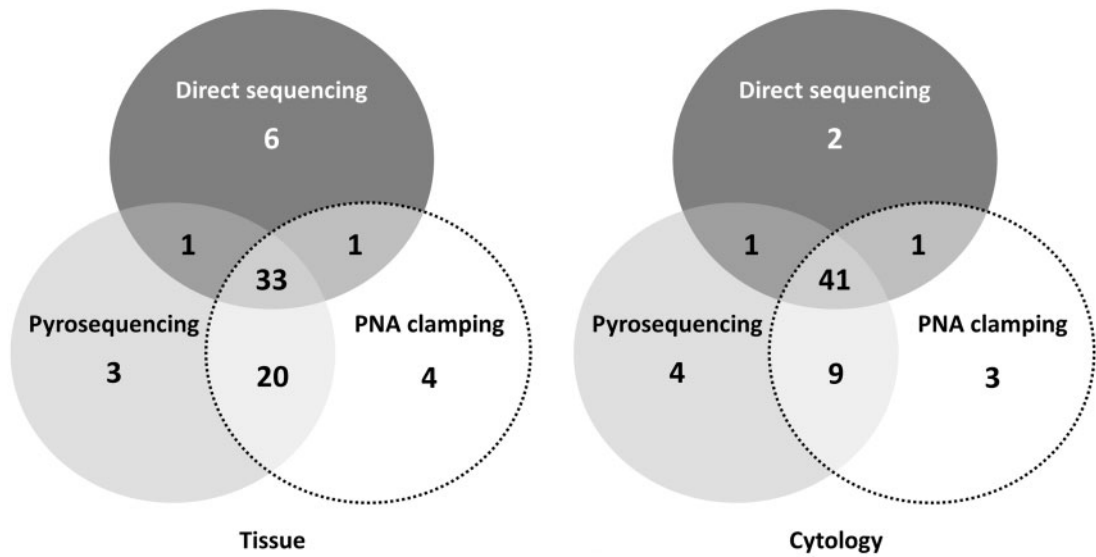 Direct sequencing
6
1
1
33
Pyrosequencing
PNA clamping
3
20
4
Tissue
Direct sequencing
2
1
1
41
Pyrosequencing
PNA clamping
4
9
3
Cytology